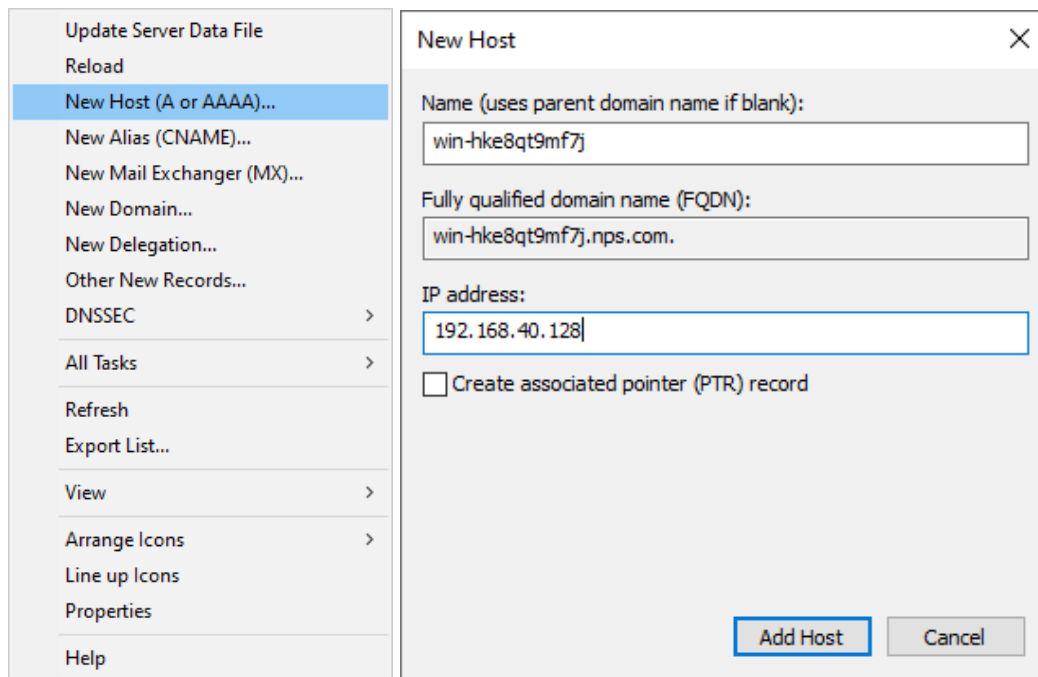 Update Server Data File
Reload
New Host (A or AAAA)...
New Alias (CNAME)...
New Mail Exchanger (MX)...
New Domain...
New Delegation...
Other New Records...
DNSSEC
All Tasks
Refresh
Export List...
View
Arrange Icons
Line up Icons
Properties
Help
New Host
Name (uses parent domain name if blank):
win-hke8qt9mf7j
Fully qualified domain name (FQDN):
win-hke8qt9mf7j.nps.com.
IP address:
192.168.40.128
Create associated pointer (PTR) record
Add Host
Cancel